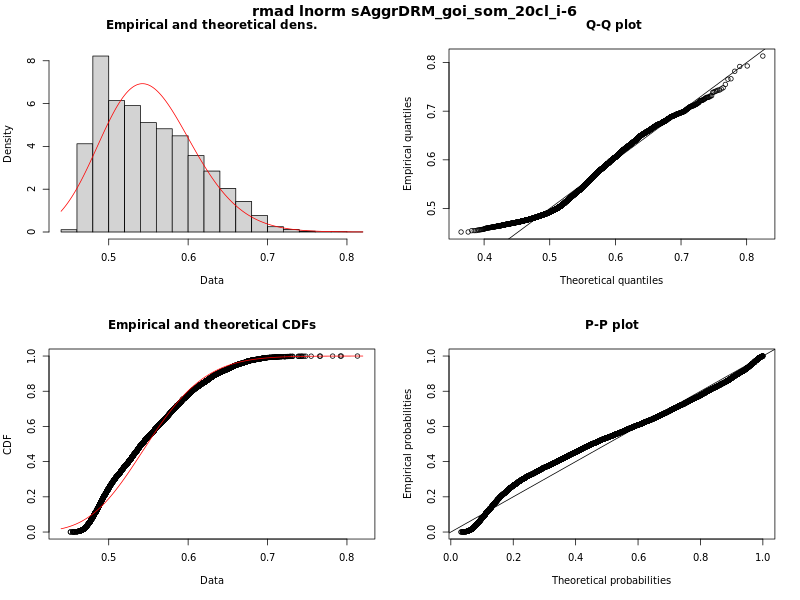 rmad lnorm sAggrDRM_goi_som_20cl_i-6
Empirical and theoretical dens.
Density
0 2 4 6 8
0.5 0.6 0.7 0.8
Data
Q-Q plot
Empirical quantiles
0.5 0.6 0.7 0.8
0.4 0.5 0.6 0.7 0.8
Theoretical quantiles
Empirical and theoretical CDFs
CDF
0.0 0.2 0.4 0.6 0.8 1.0
0.5 0.6 0.7 0.8
Data
P-P plot
Empirical probabilities
0.0 0.2 0.4 0.6 0.8 1.0
0.0 0.2 0.4 0.6 0.8 1.0
Theoretical probabilities